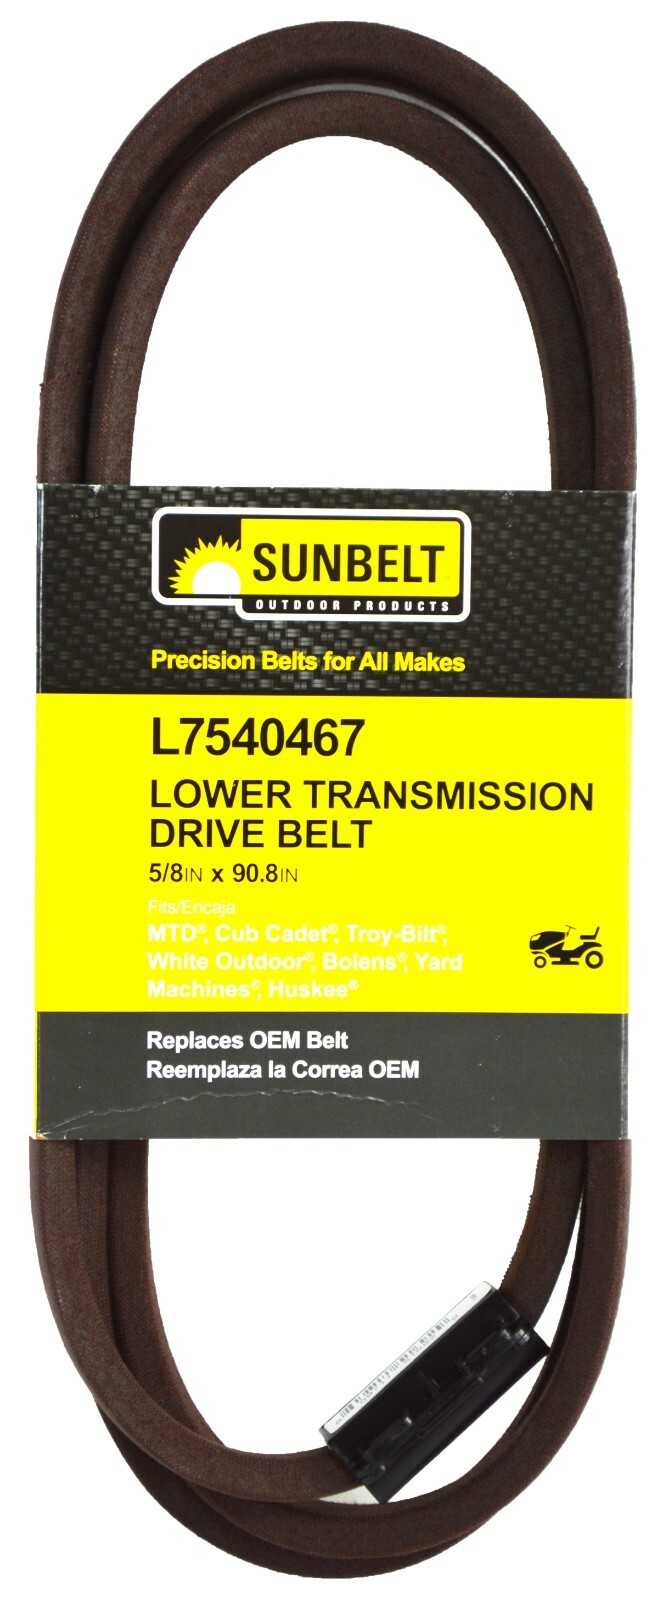 SUNBELT
OUTDOOR PRODUCTS
Precision Belts for All Makes
L7540467
LOWER TRANSMISSION
DRIVE BELT
5/8IN x 90.8IN
Fits/Encaja
MTD®, Cub Cadet®, Troy-Bilt®,
White Outdoor®, Bolens®, Yard
Machines®, Huskee®
Replaces OEM Belt
Reemplaza la Correa OEM